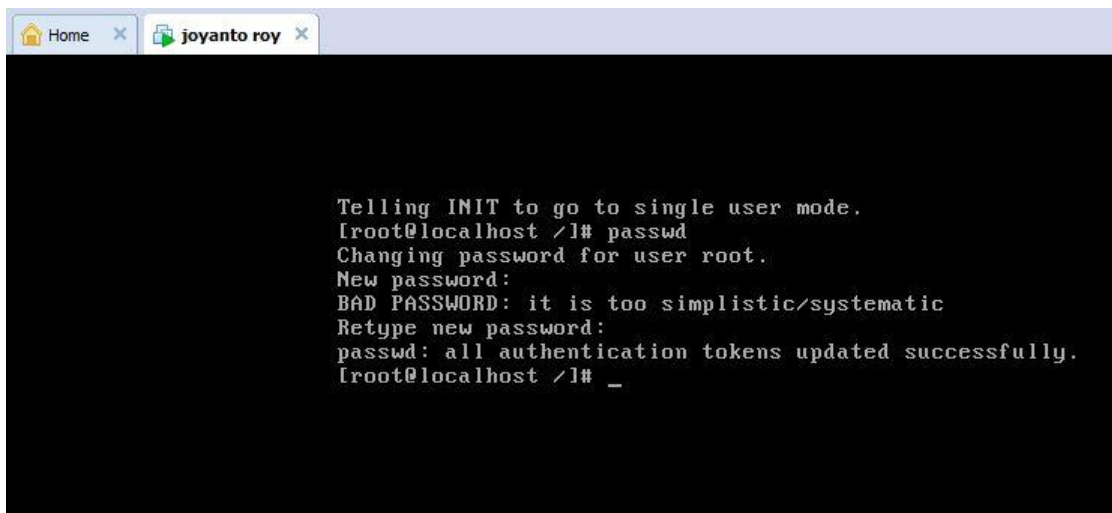 Home
joyanto roy
Telling INIT to go to single user mode.
[root@localhost /]# passwd
Changing password for user root.
New password:
BAD PASSWORD: it is too simplistic/systematic
Retype new password:
passwd: all authentication tokens updated successfully.
[root@localhost /]# _